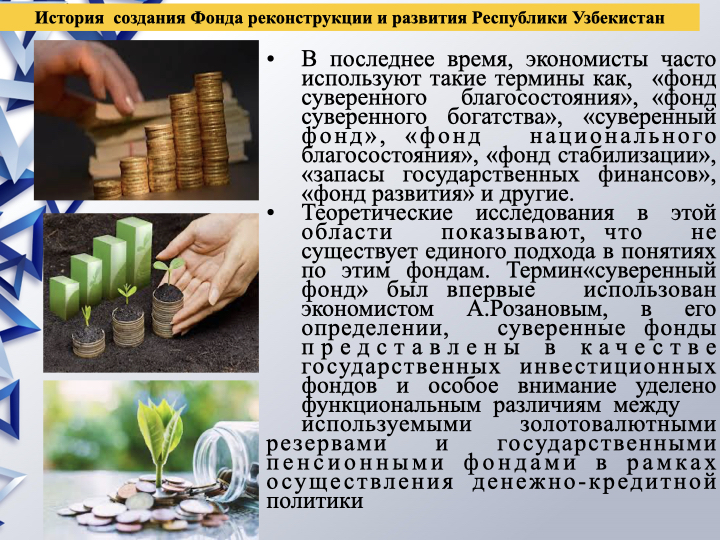 История создания Фонда реконструкции и развития Республики Узбекистан
• В последнее время, экономисты часто
используют такие термины как, «фонд
суверенного благосостояния», «фонд
суверенного богатства», «суверенный
фонд», «фонд национального
благосостояния», «фонд стабилизации»,
«запасы государственных финансов»,
«фонд развития» и другие.
• Теоретические исследования в этой
области показывают, что не
существует единого подхода в понятиях
по этим фондам. Термин«суверенный
фонд» был впервые использован
экономистом А.Розановым, в его
определении, суверенные фонды
представлены в качестве
государственных инвестиционных
фондов и особое внимание уделено
функциональным различиям между
используемыми золотовалютными
резервами и государственными
пенсионными фондами в рамках
осуществления денежно-кредитной
политики